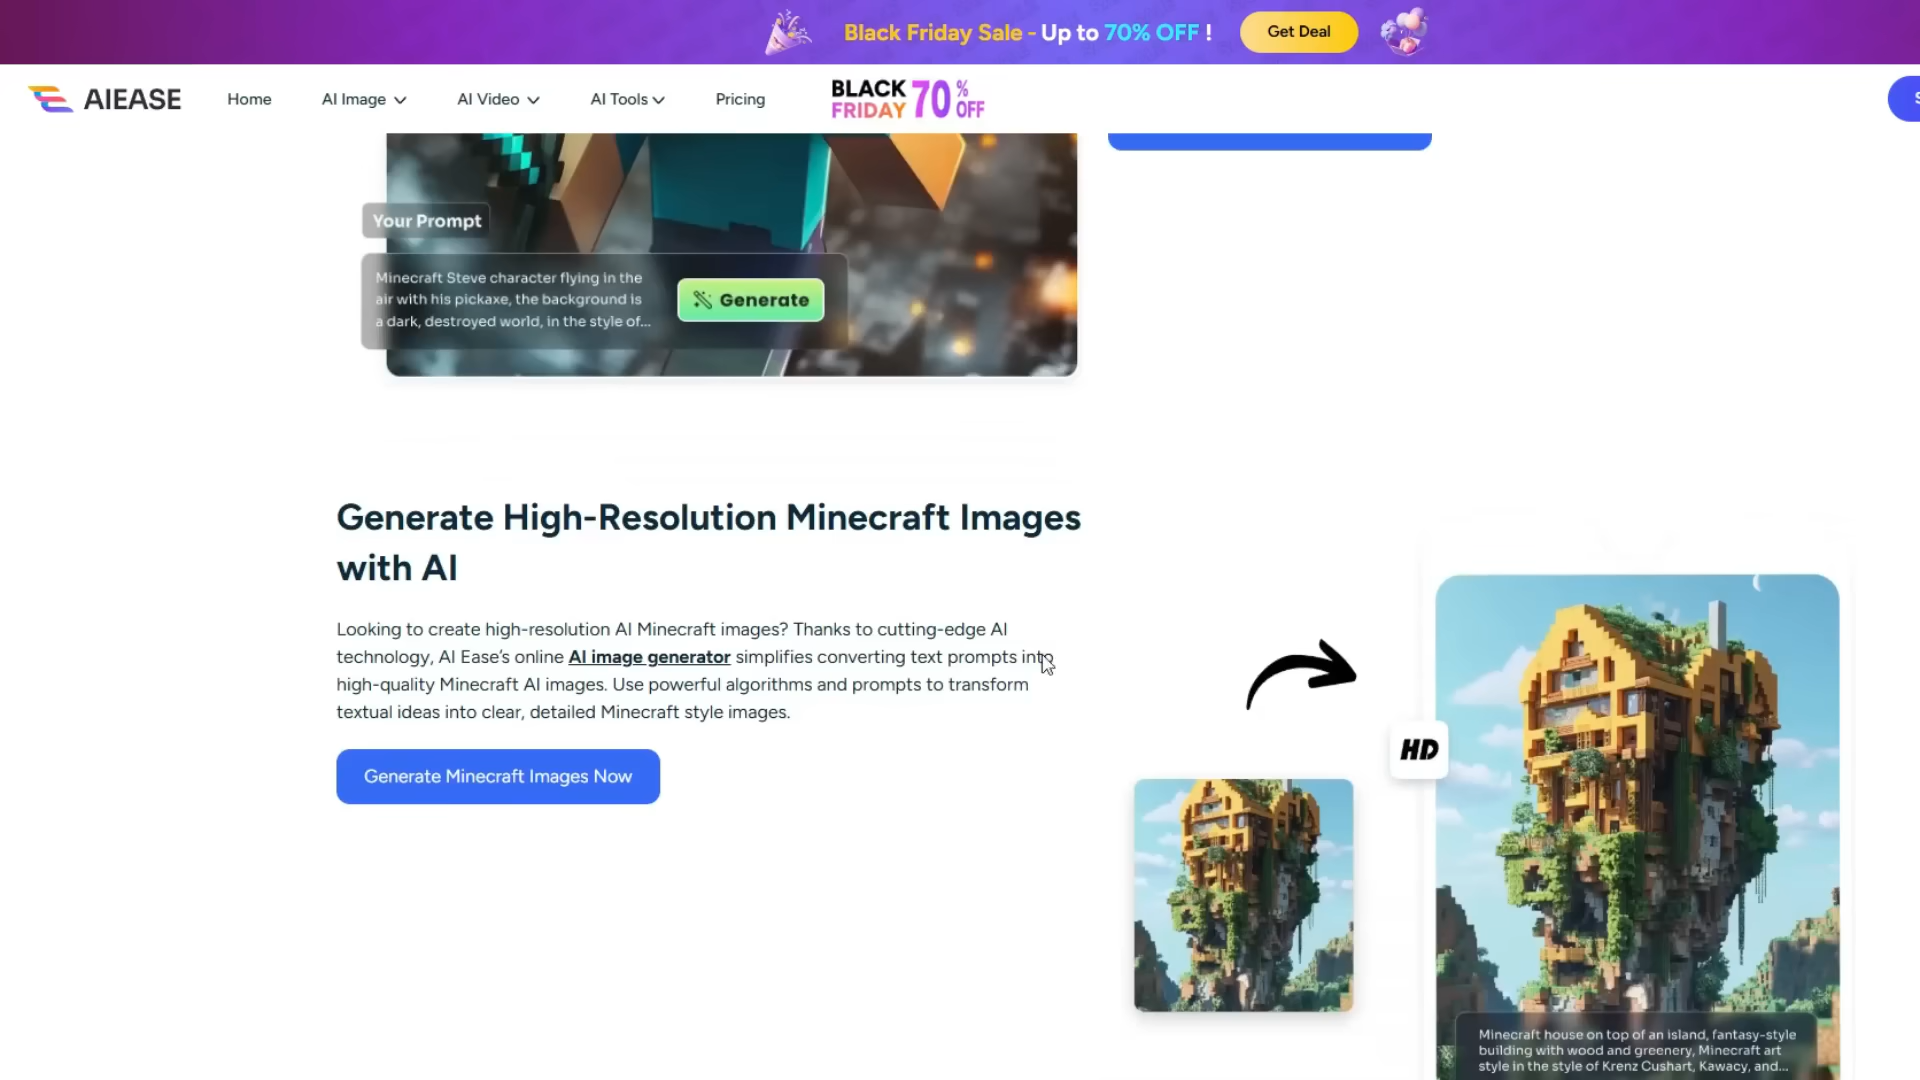 Black Friday Sale - Up to 70% OFF !
Get Deal
AIEASE
Home
AI Image
AI Video
AI Tools
Pricing
BLACK FRIDAY 70% OFF
Your Prompt
Minecraft Steve character flying in the
air with his pickaxe, the background is
a dark, destroyed world, in the style of...
Generate
Generate High-Resolution Minecraft Images
with AI
Looking to create high-resolution AI Minecraft images? Thanks to cutting-edge AI
technology, AI Ease’s online AI image generator simplifies converting text prompts into
high-quality Minecraft AI images. Use powerful algorithms and prompts to transform
textual ideas into clear, detailed Minecraft style images.
Generate Minecraft Images Now
HD
Minecraft house on top of an island, fantasy-style
building with wood and greenery, Minecraft art
style in the style of Krenz Cushart, Kawacy, and...